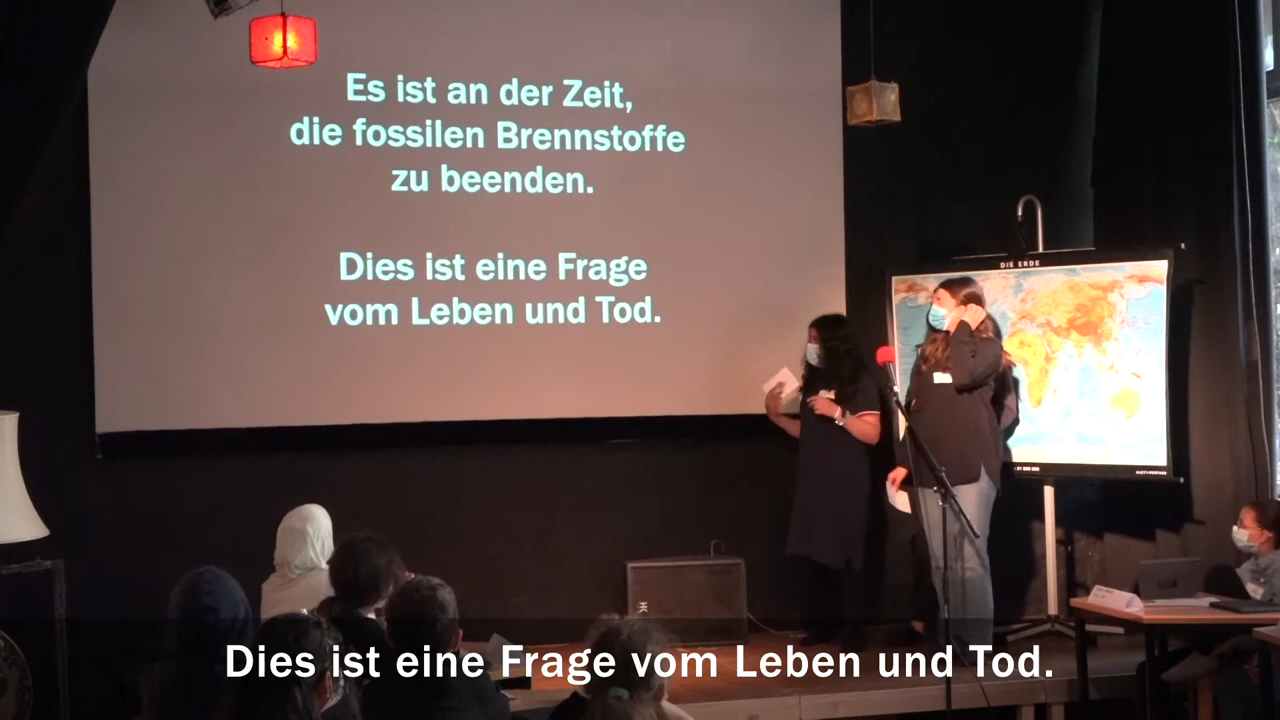 Es ist an der Zeit,
die fossilen Brennstoffe
zu beenden.
Dies ist eine Frage
vom Leben und Tod.
DIE ERDE
Dies ist eine Frage vom Leben und Tod.